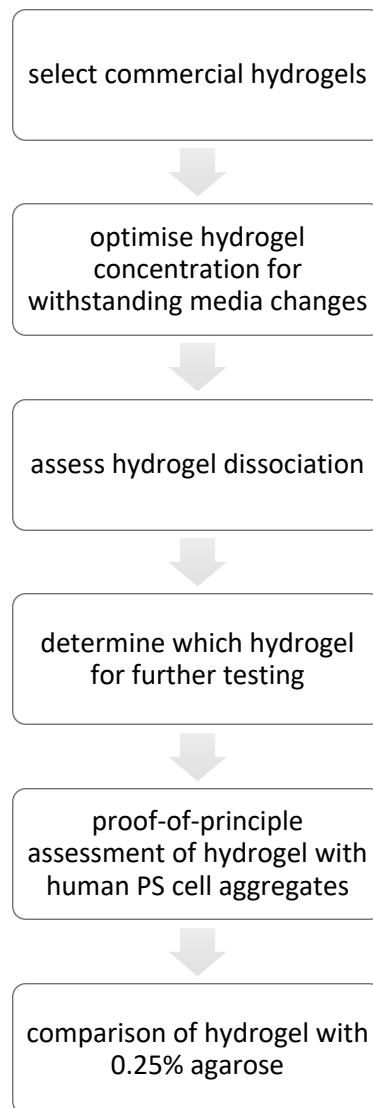 select commercial hydrogels
optimise hydrogel
concentration for
withstanding media changes
assess hydrogel dissociation
determine which hydrogel
for further testing
proof-of-principle
assessment of hydrogel with
human PS cell aggregates
comparison of hydrogel with
0.25% agarose